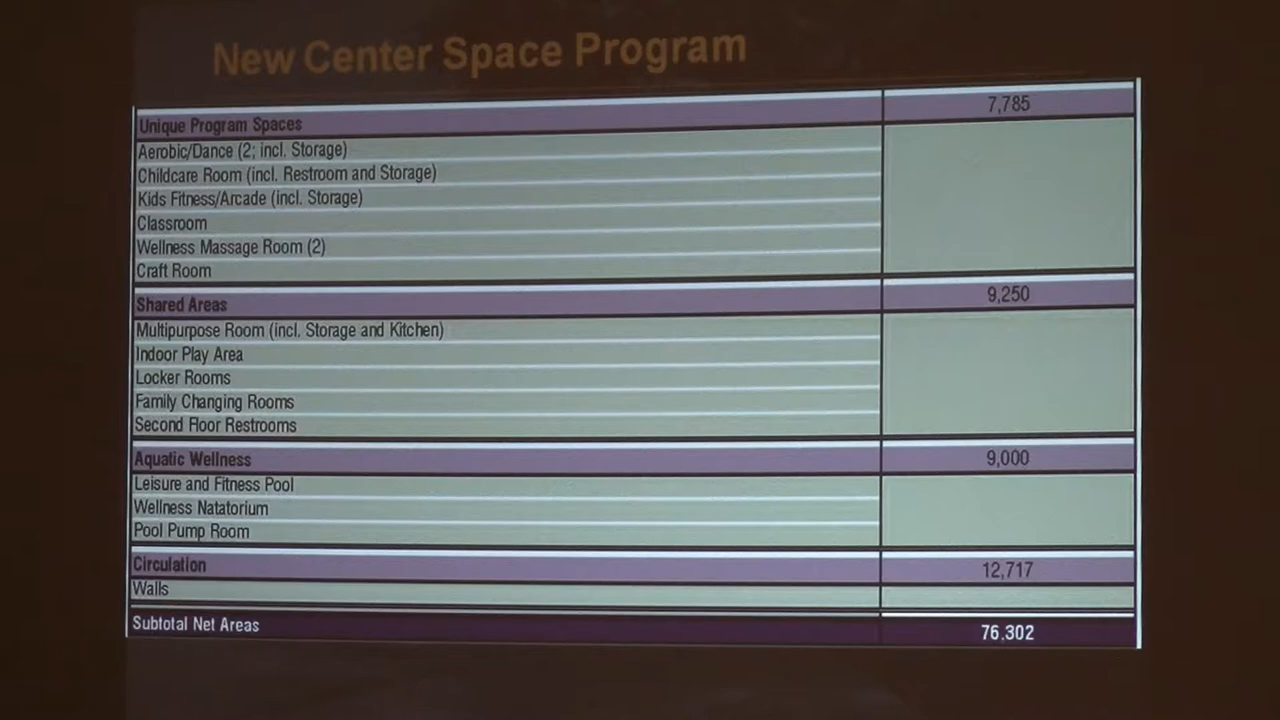 New Center Space Program
Unique Program Spaces 7,785
Aerobic/Dance (2; incl. Storage)
Childcare Room (incl. Restroom and Storage)
Kids Fitness/Arcade (incl. Storage)
Classroom
Wellness Massage Room (2)
Craft Room
Shared Areas 9,250
Multipurpose Room (incl. Storage and Kitchen)
Indoor Play Area
Locker Rooms
Family Changing Rooms
Second Floor Restrooms
Aquatic Wellness 9,000
Leisure and Fitness Pool
Wellness Natatorium
Pool Pump Room
Circulation 12,717
Walls
Subtotal Net Areas 76,302